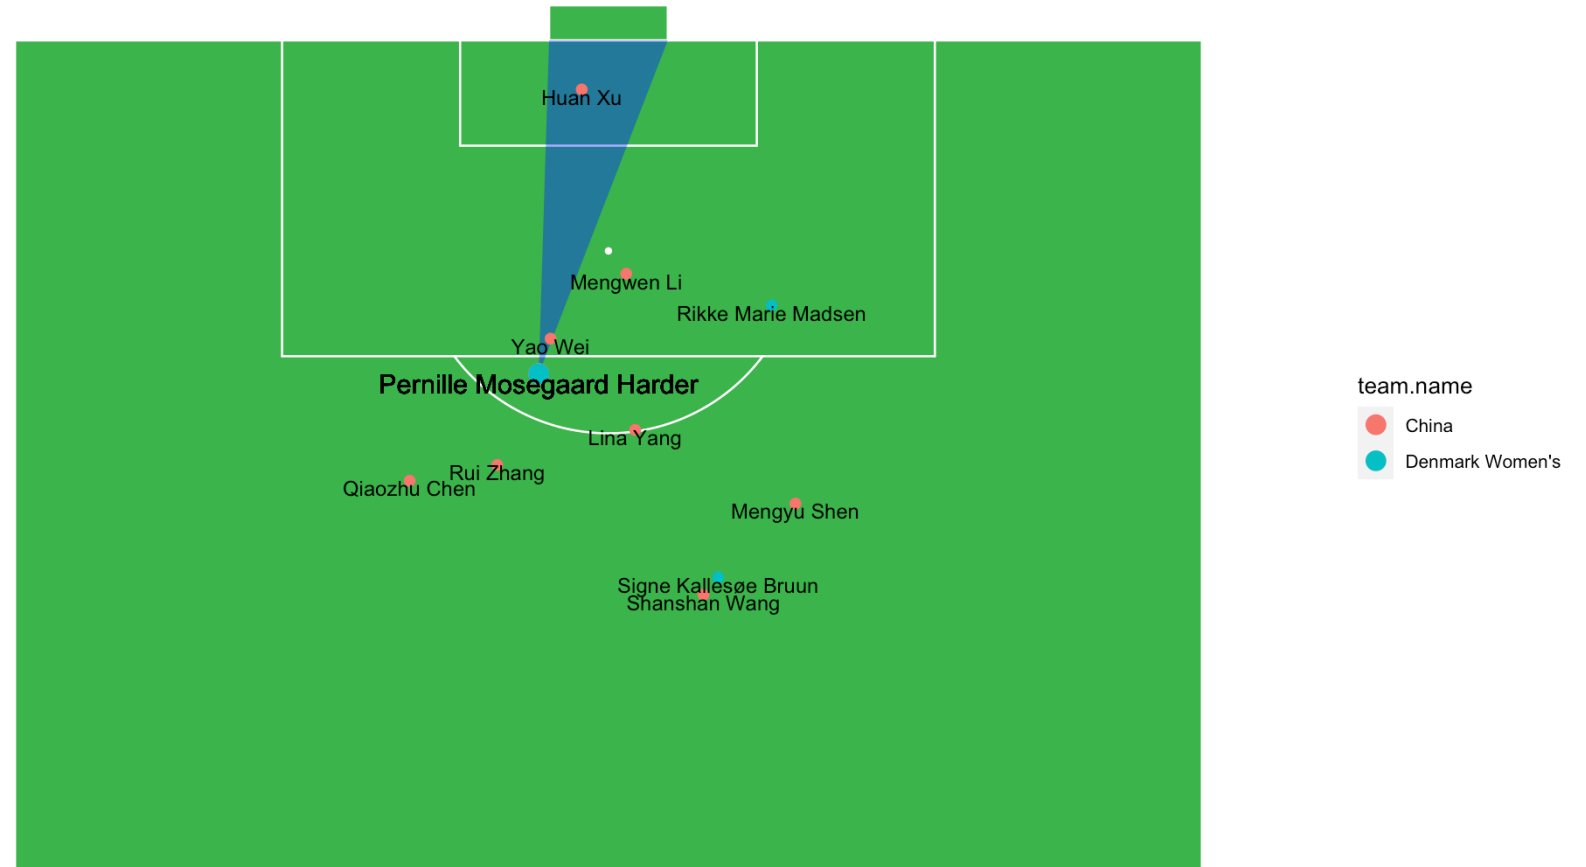 Huan Xu
Mengwen Li
Rikke Marie Madsen
Yao Wei
Pernille Mosegaard Harder
Lina Yang
Rui Zhang
Qiaozhu Chen
Mengyu Shen
Signe Kallesøe Bruun
Shanshan Wang
team.name
China
Denmark Women's